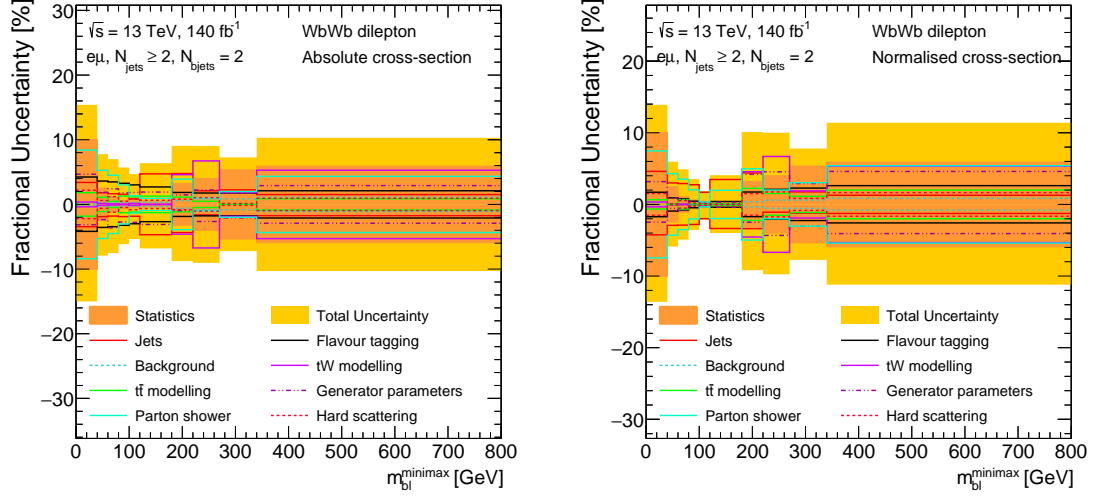 Fractional Uncertainty [%]
30
20
10
0
−10
−20
−30
√s = 13 TeV, 140 fb⁻¹
WbWb dilepton
eμ, N_jets ≥ 2, N_bjets = 2
Absolute cross-section
Statistics
Total Uncertainty
Jets
Flavour tagging
Background
tW modelling
tt̄ modelling
Generator parameters
Parton shower
Hard scattering
0 100 200 300 400 500 600 700 800
m_bl^minimax [GeV]
Fractional Uncertainty [%]
30
20
10
0
−10
−20
−30
√s = 13 TeV, 140 fb⁻¹
WbWb dilepton
eμ, N_jets ≥ 2, N_bjets = 2
Normalised cross-section
Statistics
Total Uncertainty
Jets
Flavour tagging
Background
tW modelling
tt̄ modelling
Generator parameters
Parton shower
Hard scattering
0 100 200 300 400 500 600 700 800
m_bl^minimax [GeV]